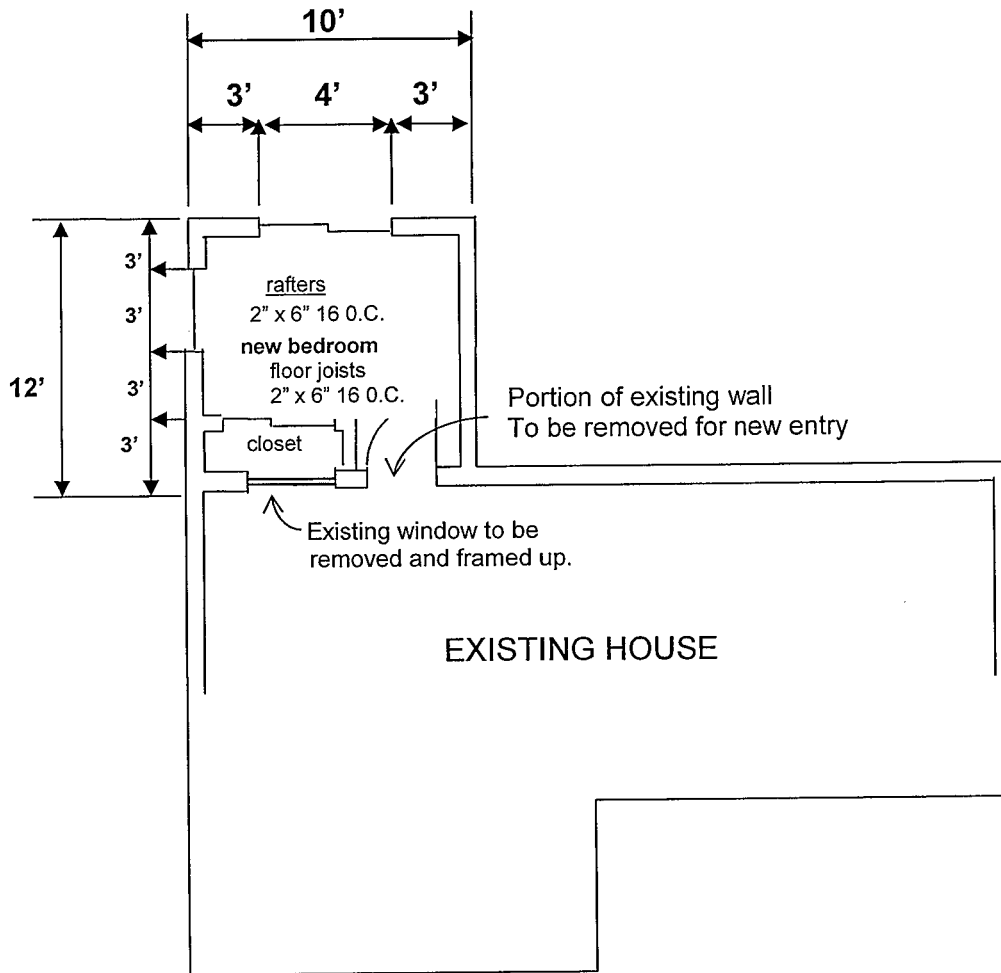 10’
3’ 4’ 3’
3’
rafters
3’
2” x 6” 16 0.C.
new bedroom
floor joists
12’
3’
2” x 6” 16 0.C.
Portion of existing wall
To be removed for new entry
3’
closet
Existing window to be
removed and framed up.
EXISTING HOUSE